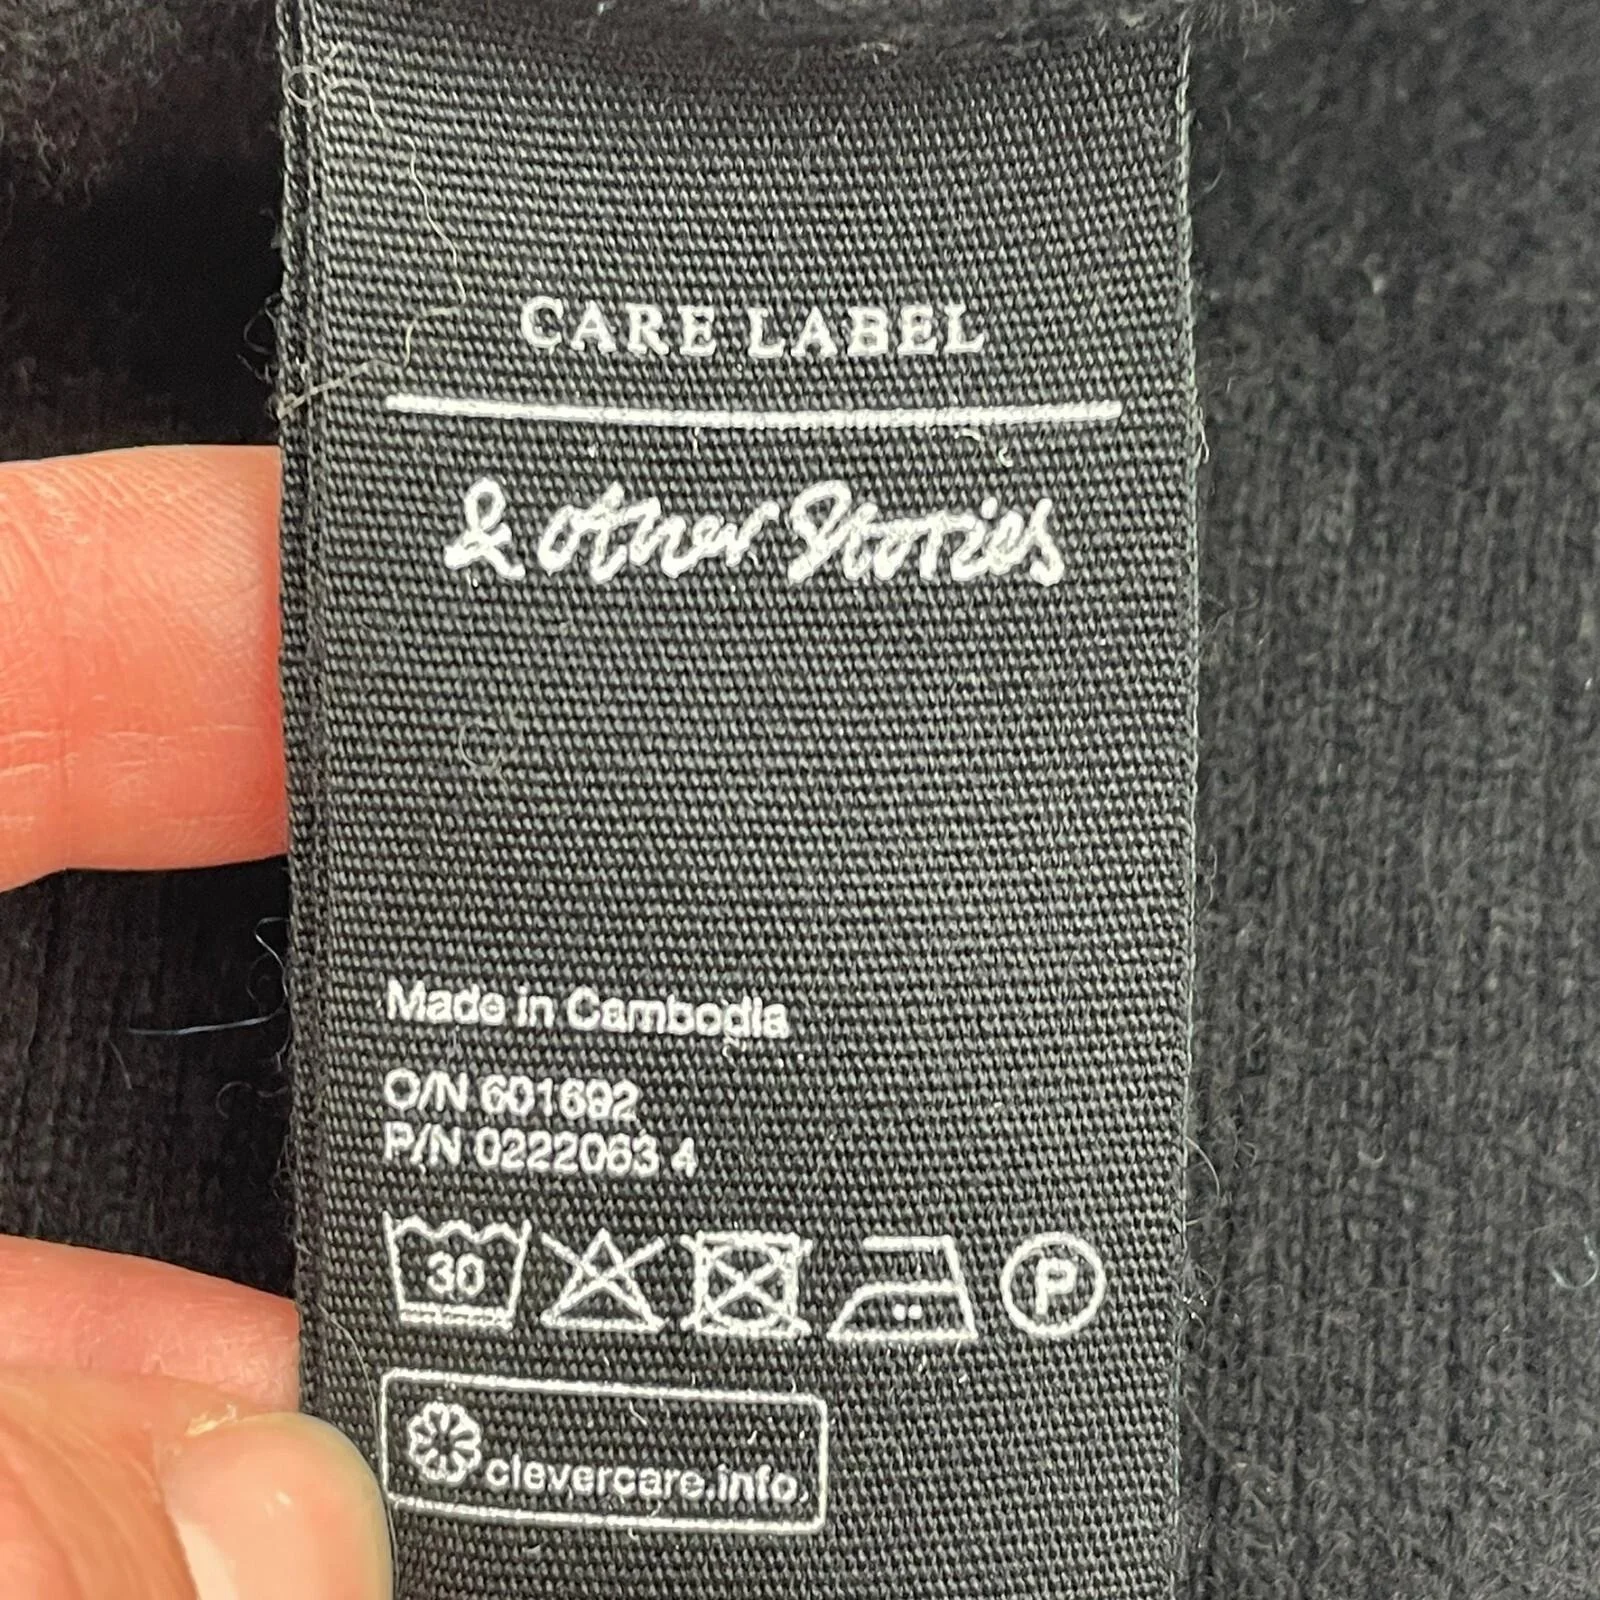 CARE LABEL
& Other Stories
Made in Cambodia
O/N 601692
P/N 0222063 4
30
P
clevercare.info